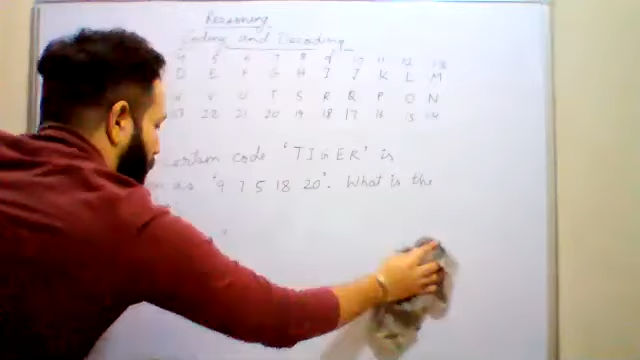 Reasoning
Coding and Decoding
4 5 6 7 8 9 10 11 12 13
D E F G H I J K L M
W V U T S R Q P O N
23 22 21 20 19 18 17 16 15 14
certain code 'TIGER' is
as "9 7 5 18 20". What is the